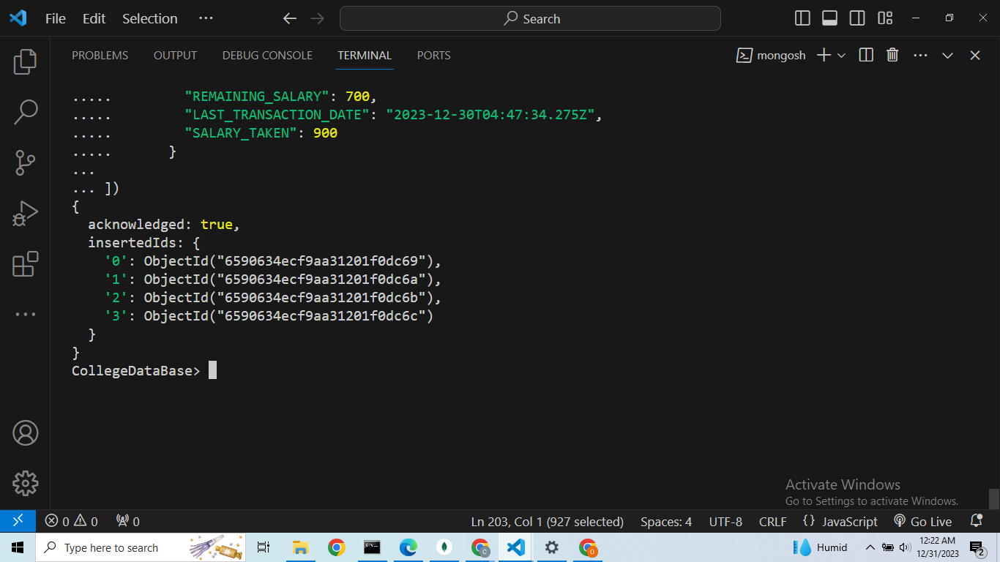 File Edit Selection ··· Search
PROBLEMS OUTPUT DEBUG CONSOLE TERMINAL PORTS mongosh
..... "REMAINING_SALARY": 700,
..... "LAST_TRANSACTION_DATE": "2023-12-30T04:47:34.275Z",
..... "SALARY_TAKEN": 900
..... }
...
... ])
{
acknowledged: true,
insertedIds: {
'0': ObjectId("6590634ecf9aa31201f0dc69"),
'1': ObjectId("6590634ecf9aa31201f0dc6a"),
'2': ObjectId("6590634ecf9aa31201f0dc6b"),
'3': ObjectId("6590634ecf9aa31201f0dc6c")
}
}
CollegeDataBase>
Activate Windows
Go to Settings to activate Windows.
0 0 0 Ln 203, Col 1 (927 selected) Spaces: 4 UTF-8 CRLF {} JavaScript Go Live
Type here to search Humid 12:22 AM
12/31/2023 2